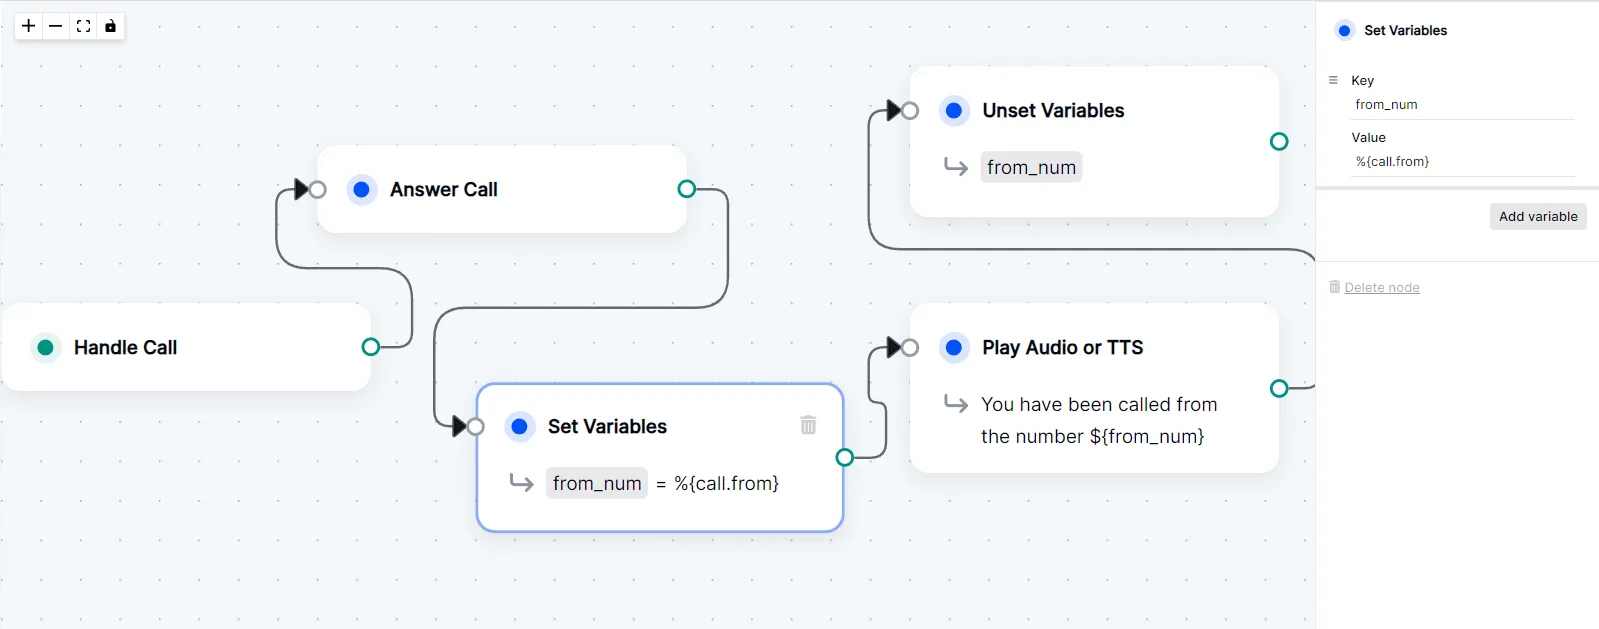 Handle Call
Answer Call
Set Variables
from_num = %{call.from}
Unset Variables
from_num
Play Audio or TTS
You have been called from
the number ${from_num}
Set Variables
Key
from_num
Value
%{call.from}
Add variable
Delete node